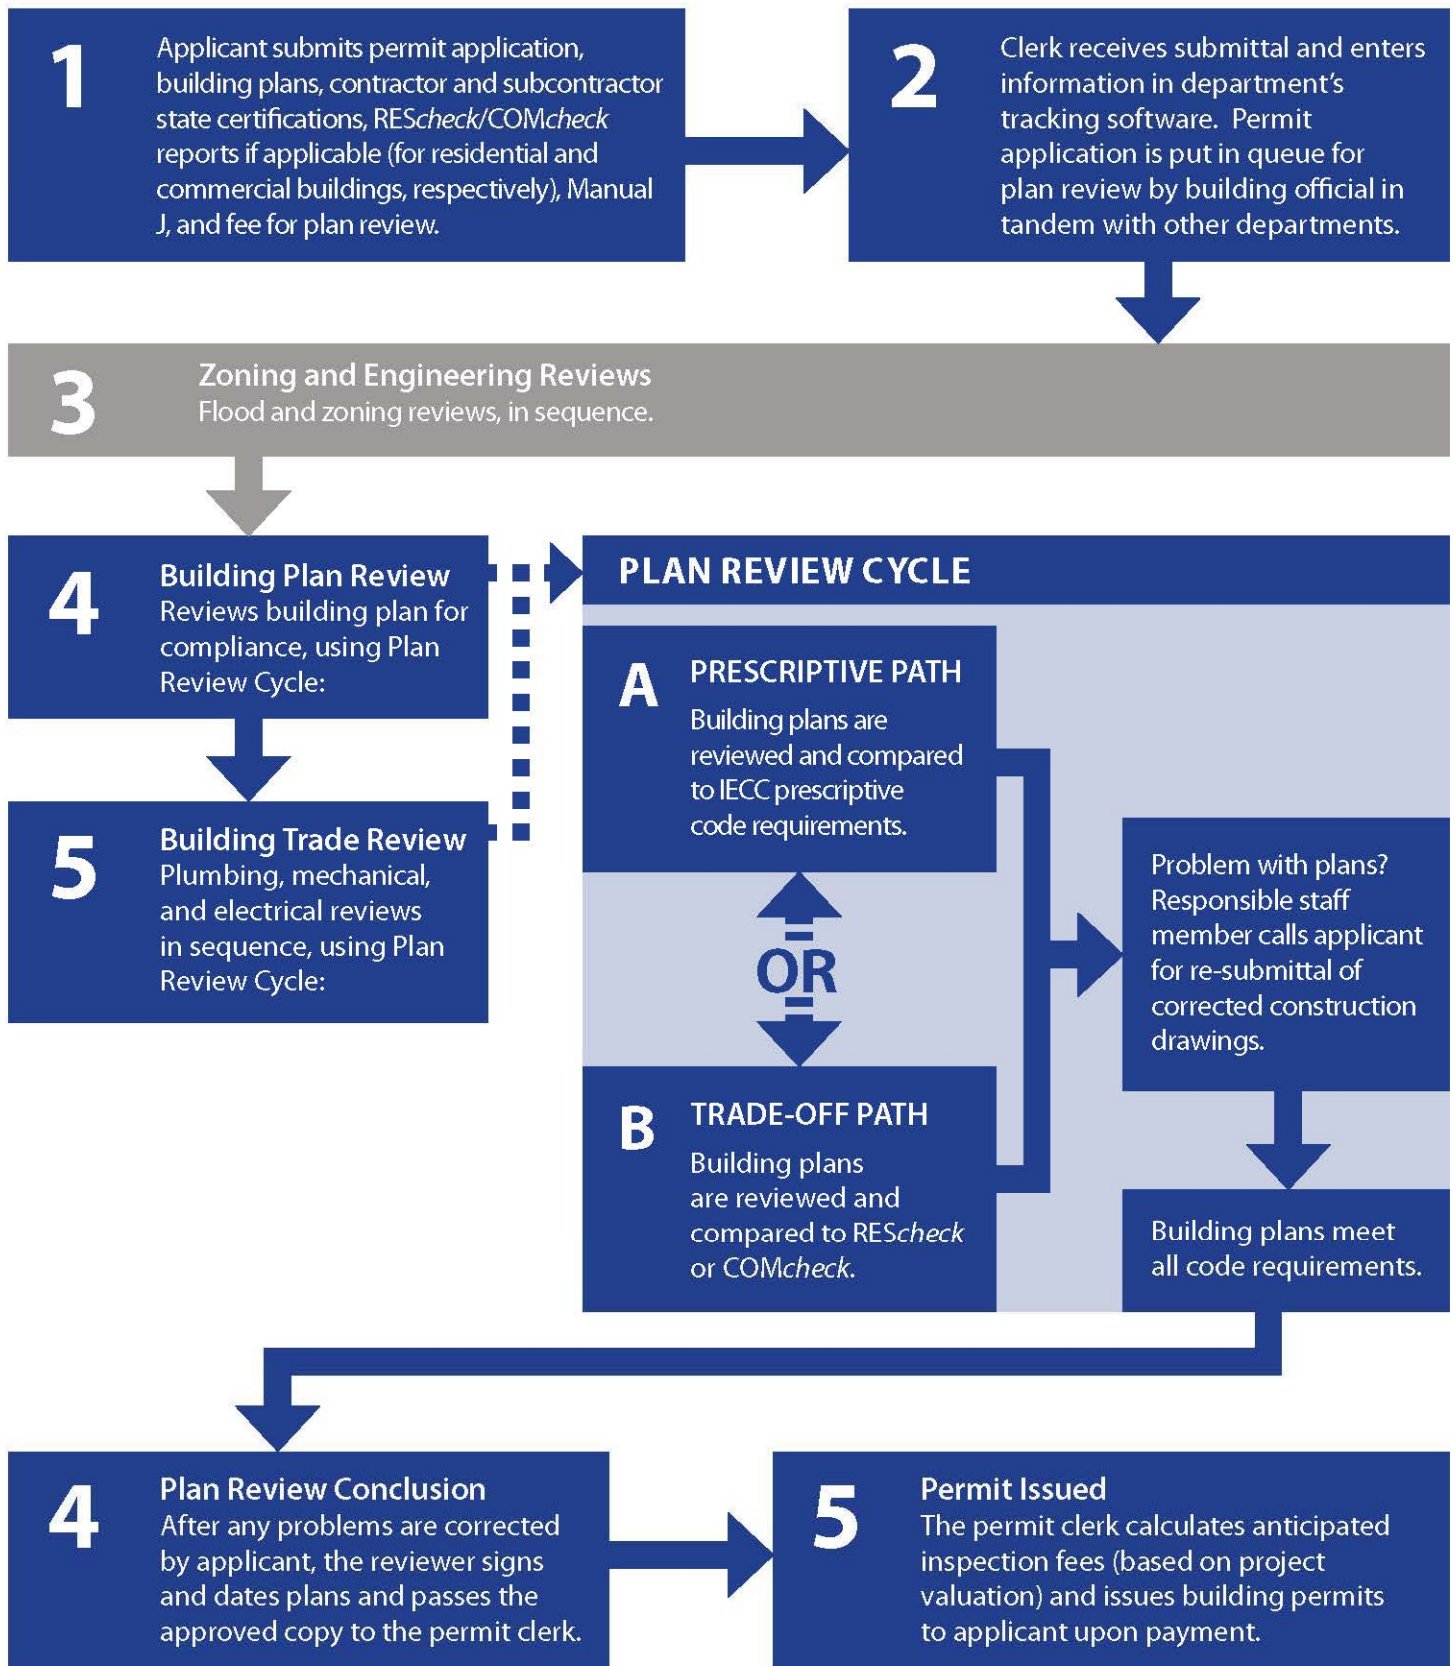 1
Applicant submits permit application,
building plans, contractor and subcontractor
state certifications, REScheck/COMcheck
reports if applicable (for residential and
commercial buildings, respectively), Manual
J, and fee for plan review.
2
Clerk receives submittal and enters
information in department's
tracking software. Permit
application is put in queue for
plan review by building official in
tandem with other departments.
3
Zoning and Engineering Reviews
Flood and zoning reviews, in sequence.
4
Building Plan Review
Reviews building plan for
compliance, using Plan
Review Cycle:
5
Building Trade Review
Plumbing, mechanical,
and electrical reviews
in sequence, using Plan
Review Cycle:
PLAN REVIEW CYCLE
A
PRESCRIPTIVE PATH
Building plans are
reviewed and compared
to IECC prescriptive
code requirements.
OR
B
TRADE-OFF PATH
Building plans
are reviewed and
compared to REScheck
or COMcheck.
Problem with plans?
Responsible staff
member calls applicant
for re-submittal of
corrected construction
drawings.
Building plans meet
all code requirements.
4
Plan Review Conclusion
After any problems are corrected
by applicant, the reviewer signs
and dates plans and passes the
approved copy to the permit clerk.
5
Permit Issued
The permit clerk calculates anticipated
inspection fees (based on project
valuation) and issues building permits
to applicant upon payment.